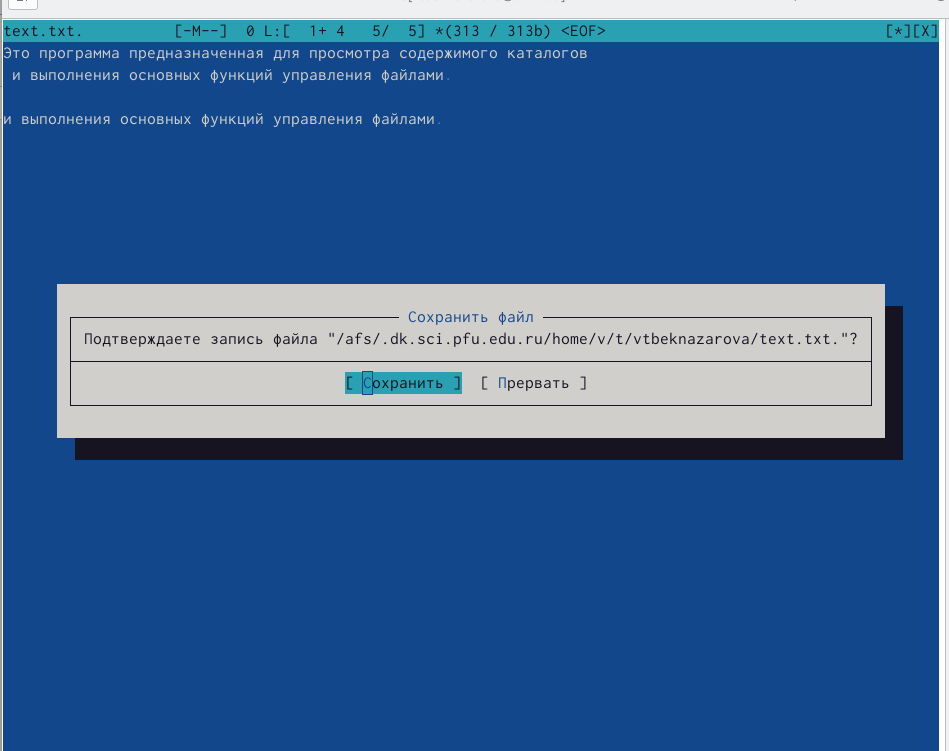 text.txt. [-M--] 0 L:[ 1+ 4 5/ 5] *(313 / 313b) <EOF> [*][X]
Это программа предназначенная для просмотра содержимого каталогов
и выполнения основных функций управления файлами.
и выполнения основных функций управления файлами.
Сохранить файл
Подтверждаете запись файла "/afs/.dk.sci.pfu.edu.ru/home/v/t/vtbeknazarova/text.txt."?
[ Сохранить ] [ Прервать ]